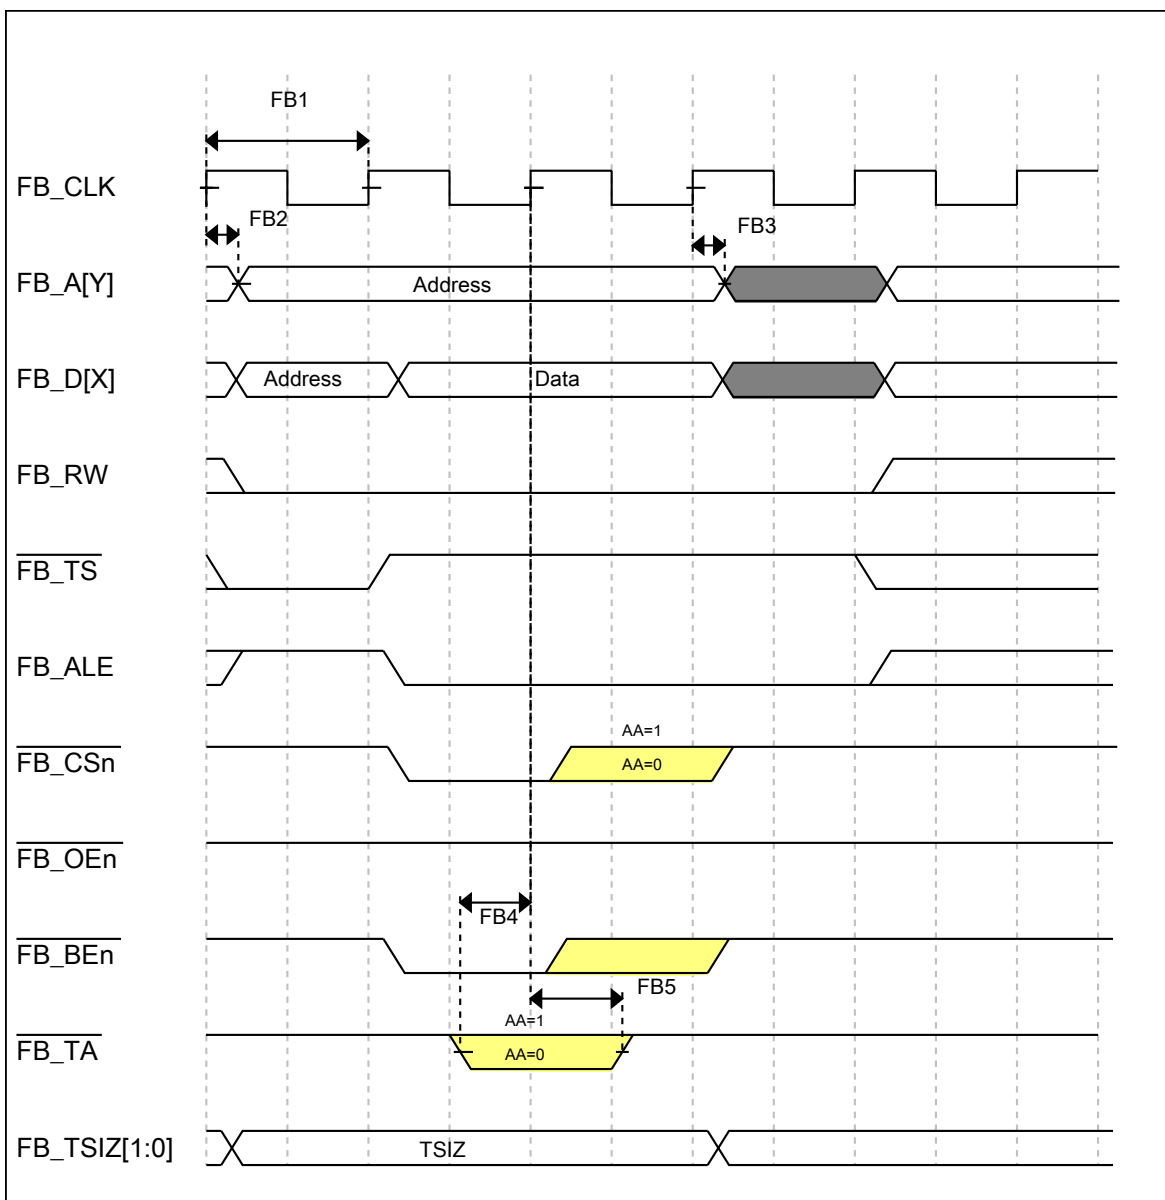 FB1
FB_CLK
FB2
FB3
FB_A[Y]
Address
FB_D[X]
Address
Data
FB_RW
FB_TS
FB_ALE
AA=1
FB_CSn
AA=0
FB_OEn
FB4
FB_BEn
FB5
AA=1
FB_TA
AA=0
FB_TSIZ[1:0]
TSIZ